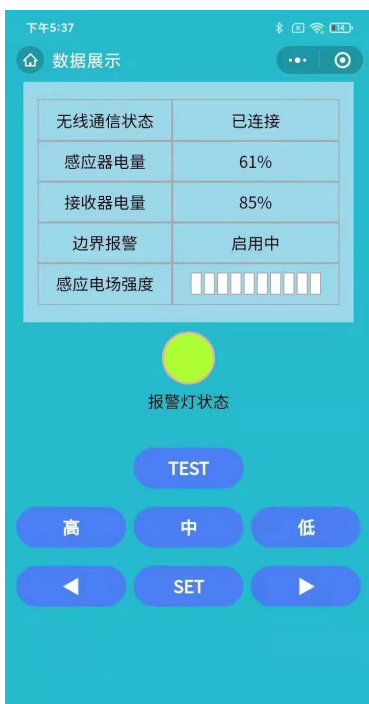 下午5:37
14
数据展示
无线通信状态 已连接
感应器电量 61%
接收器电量 85%
边界报警 启用中
感应电场强度
报警灯状态
TEST
高 中 低
SET